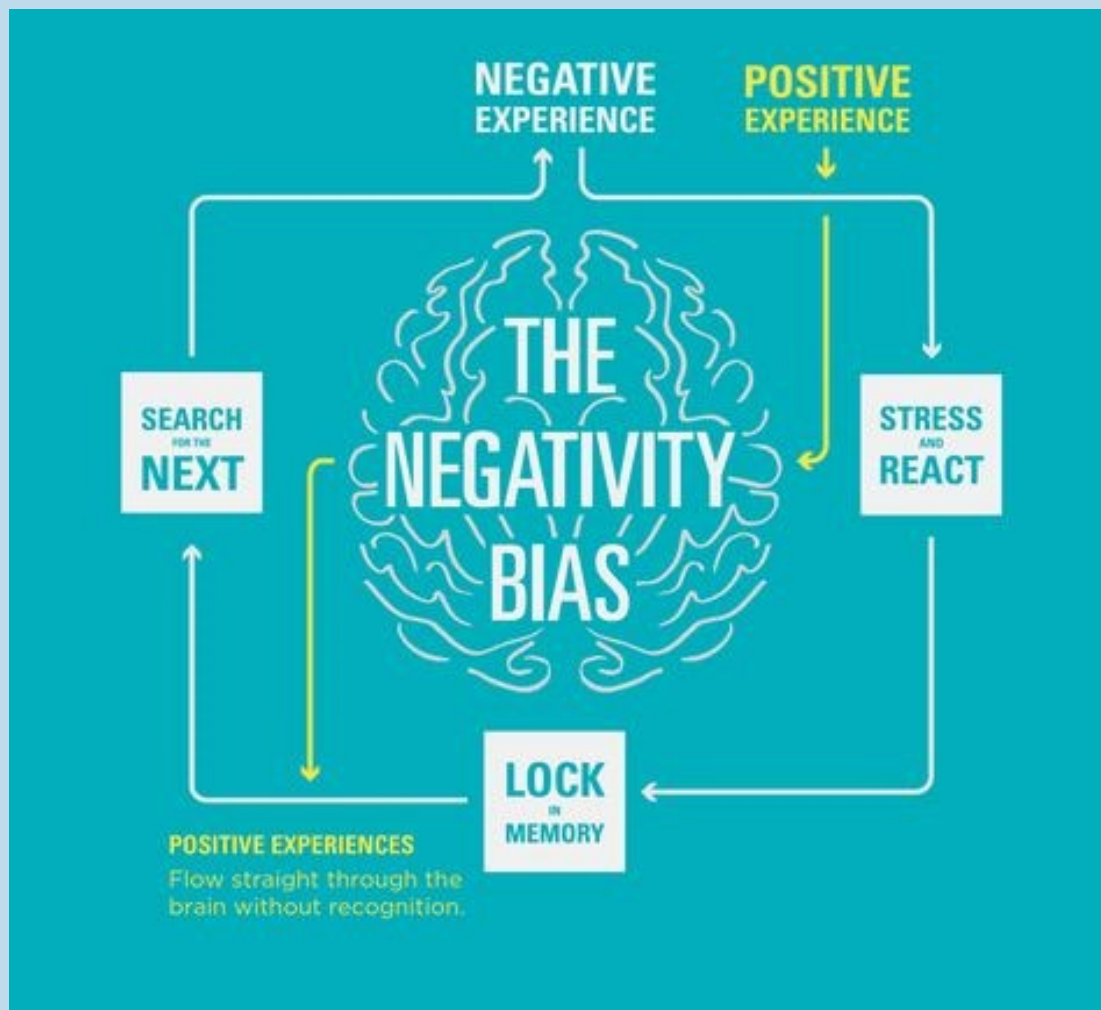 NEGATIVE
EXPERIENCE
POSITIVE
EXPERIENCE
THE
NEGATIVITY
BIAS
STRESS
AND
REACT
LOCK
IN
MEMORY
SEARCH
FOR THE
NEXT
POSITIVE EXPERIENCES
Flow straight through the
brain without recognition.